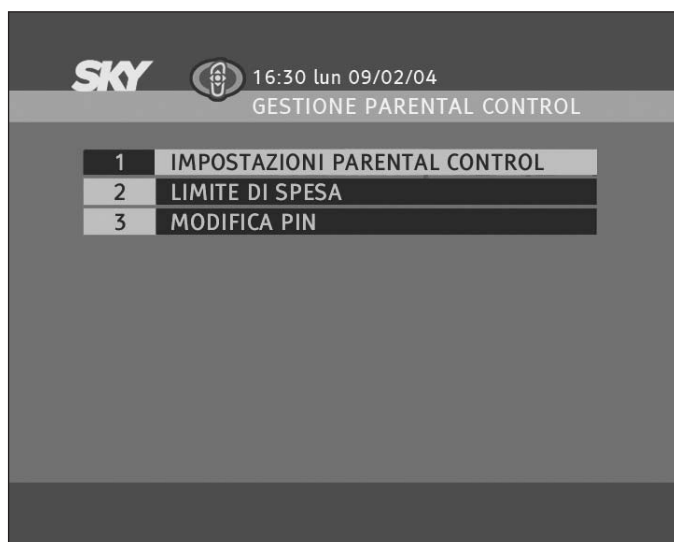 SKY 16:30 lun 09/02/04
GESTIONE PARENTAL CONTROL
1 IMPOSTAZIONI PARENTAL CONTROL
2 LIMITE DI SPESA
3 MODIFICA PIN